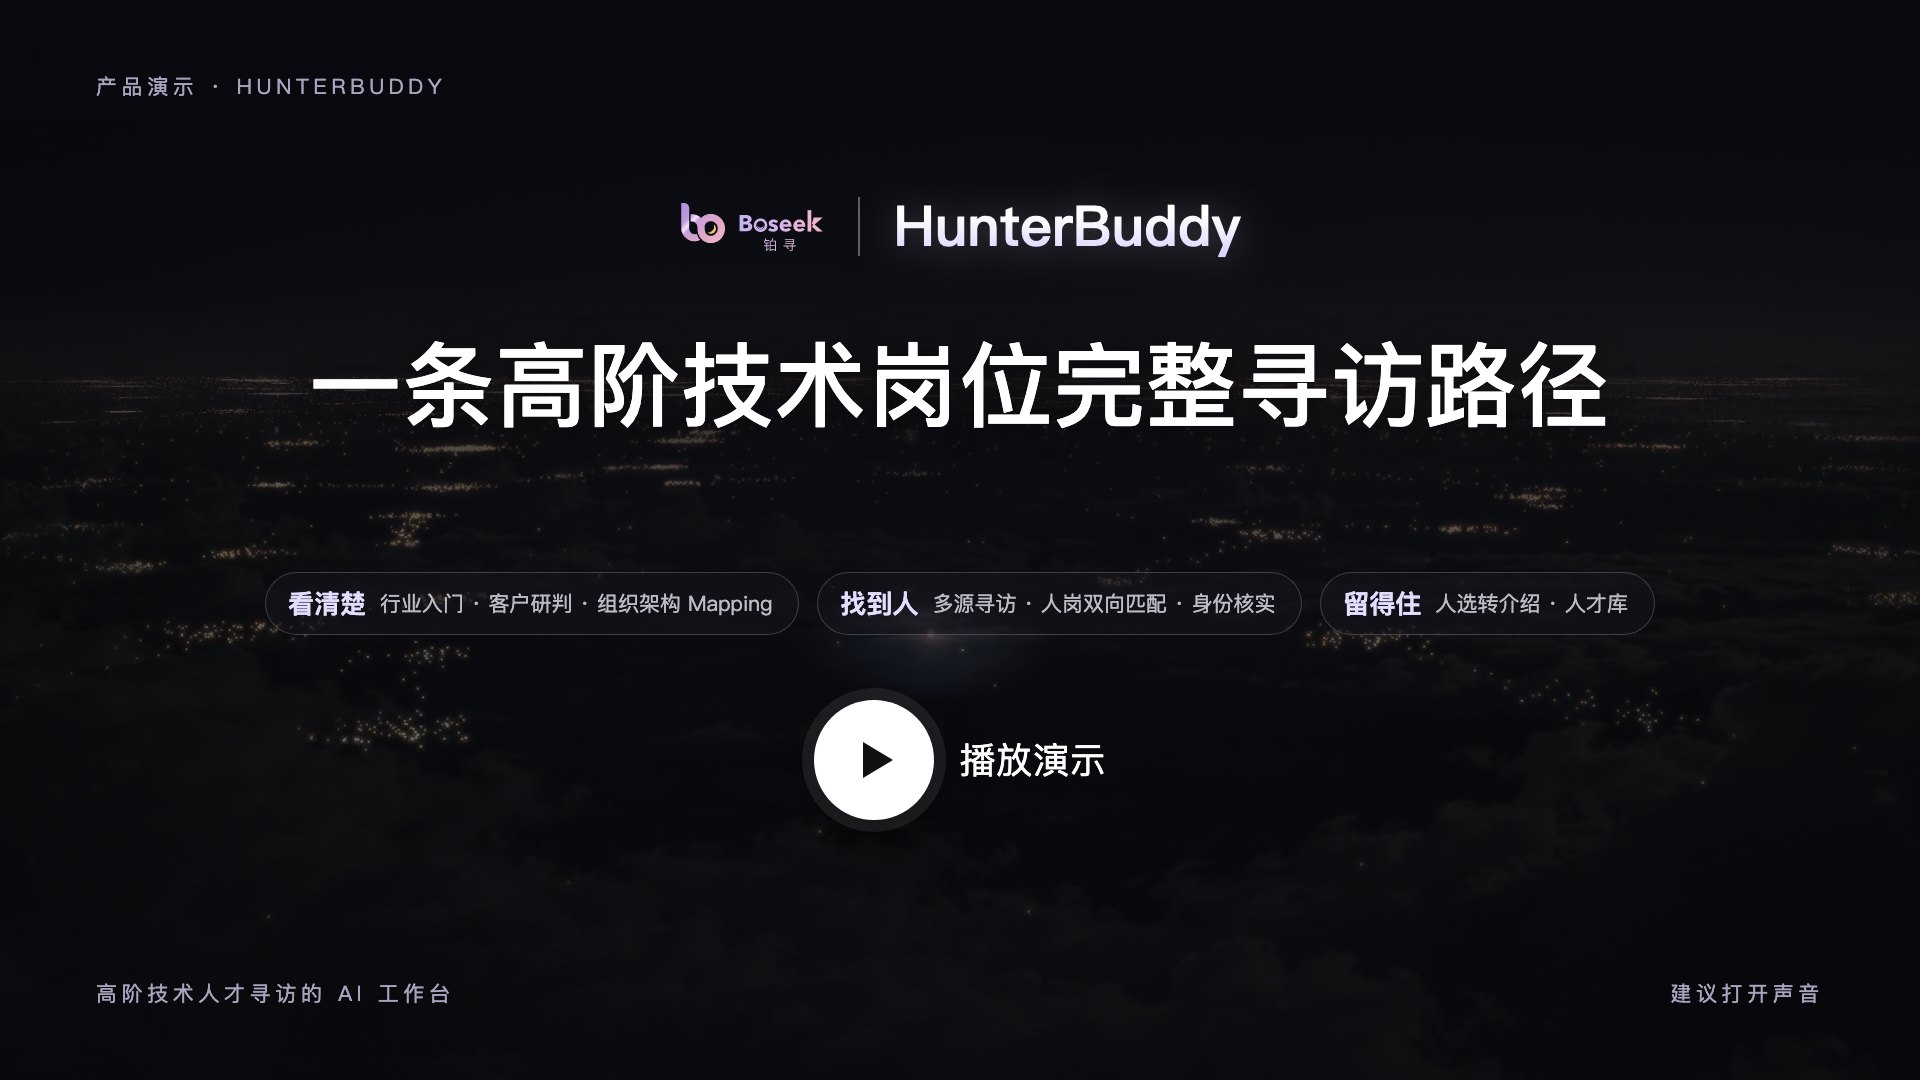 产品演示 · HUNTERBUDDY
Boseek
铂寻
HunterBuddy
一条高阶技术岗位完整寻访路径
看清楚 行业入门 · 客户研判 · 组织架构 Mapping
找到人 多源寻访 · 人岗双向匹配 · 身份核实
留得住 人选转介绍 · 人才库
播放演示
高阶技术人才寻访的 AI 工作台
建议打开声音